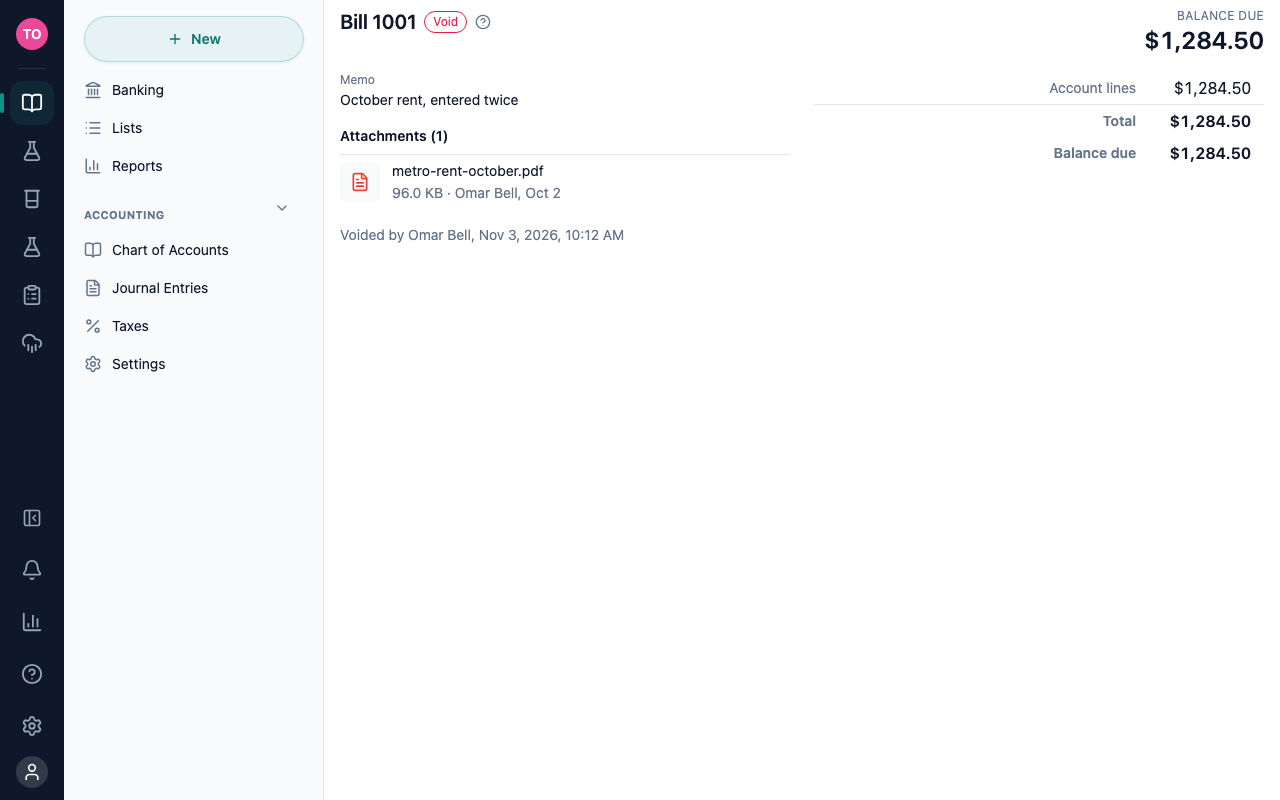 TO
New
Banking
Lists
Reports
ACCOUNTING
Chart of Accounts
Journal Entries
Taxes
Settings
Bill 1001 Void
BALANCE DUE
$1,284.50
Memo
October rent, entered twice
Attachments (1)
metro-rent-october.pdf
96.0 KB · Omar Bell, Oct 2
Voided by Omar Bell, Nov 3, 2026, 10:12 AM
Account lines $1,284.50
Total $1,284.50
Balance due $1,284.50